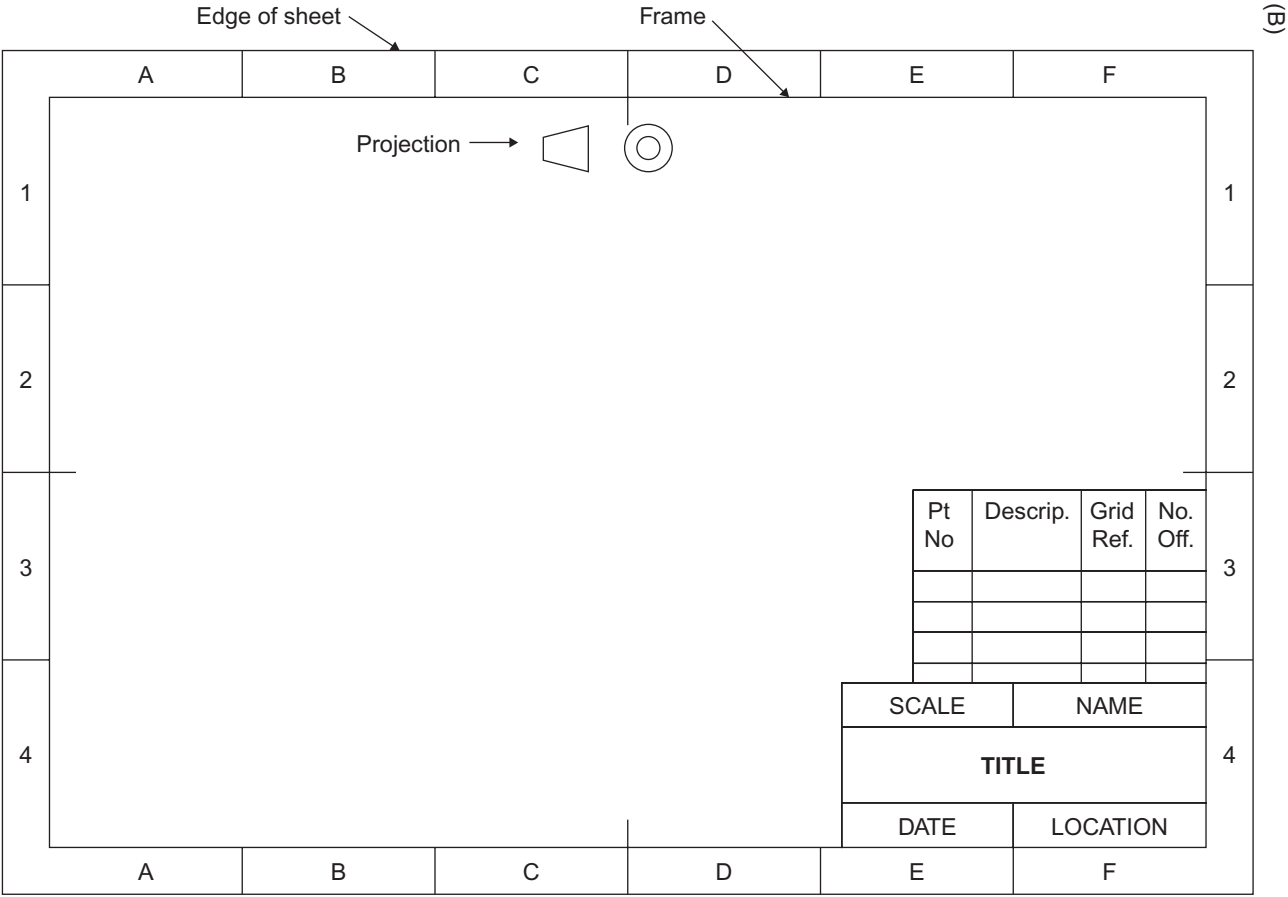 (B)
Edge of sheet
Frame
A B C D E F
Projection
1 1
2 2
Pt No Descrip. Grid Ref. No. Off.
3 3
SCALE NAME
4 TITLE 4
DATE LOCATION
A B C D E F